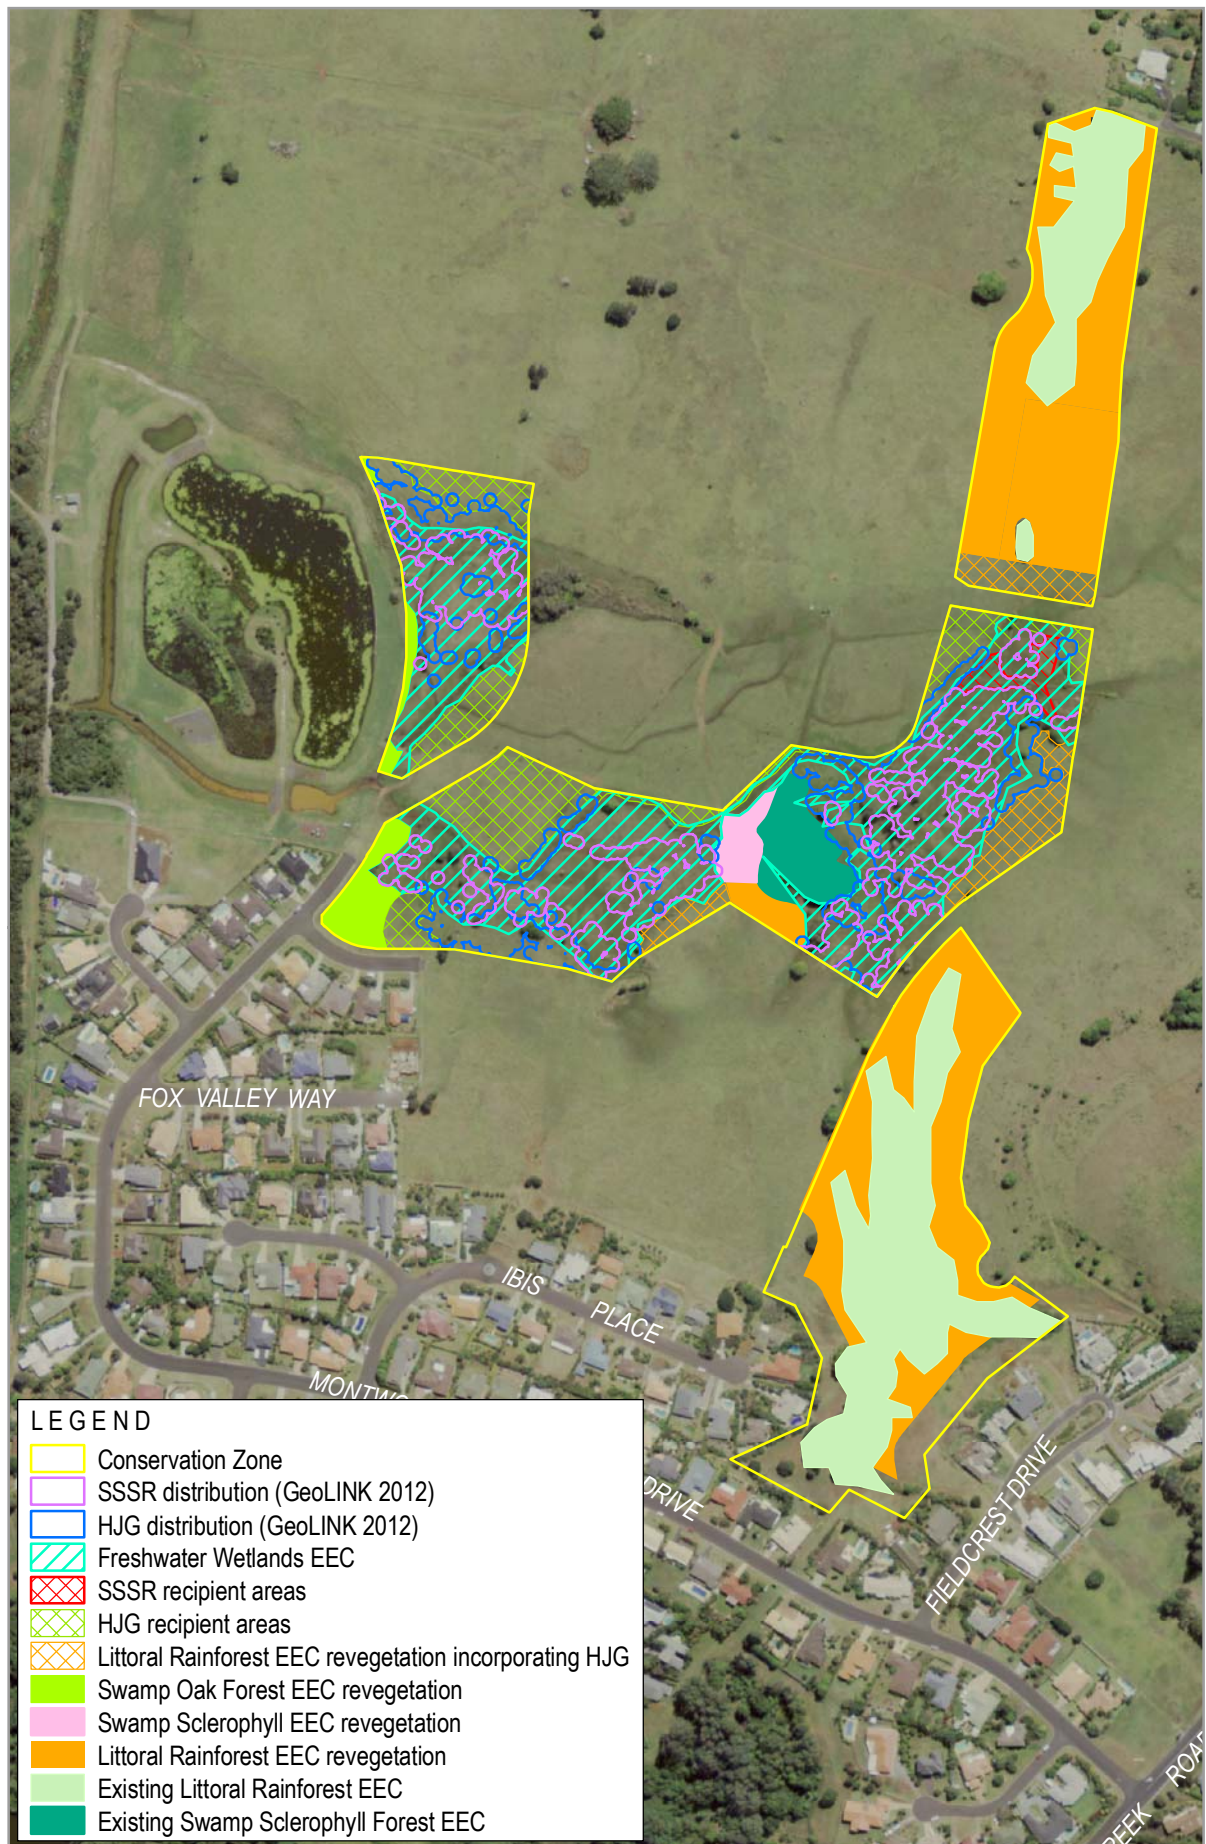 FOX VALLEY WAY
IBIS PLACE
DRIVE
FIELDCREST DRIVE
LEGEND
Conservation Zone
SSSR distribution (GeoLINK 2012)
HJG distribution (GeoLINK 2012)
Freshwater Wetlands EEC
SSSR recipient areas
HJG recipient areas
Littoral Rainforest EEC revegetation incorporating HJG
Swamp Oak Forest EEC revegetation
Swamp Sclerophyll EEC revegetation
Littoral Rainforest EEC revegetation
Existing Littoral Rainforest EEC
Existing Swamp Sclerophyll Forest EEC